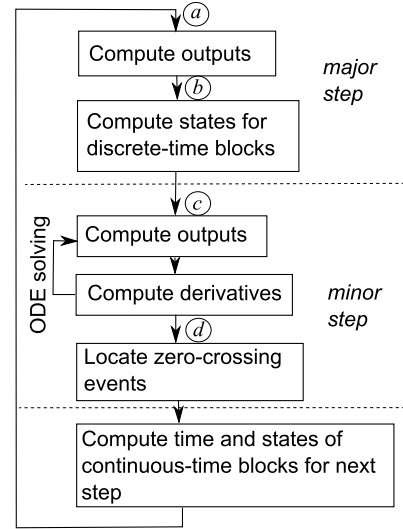 a
Compute outputs
major
step
b
Compute states for
discrete-time blocks
c
Compute outputs
ODE solving
Compute derivatives
minor
step
d
Locate zero-crossing
events
Compute time and states of
continuous-time blocks for next
step